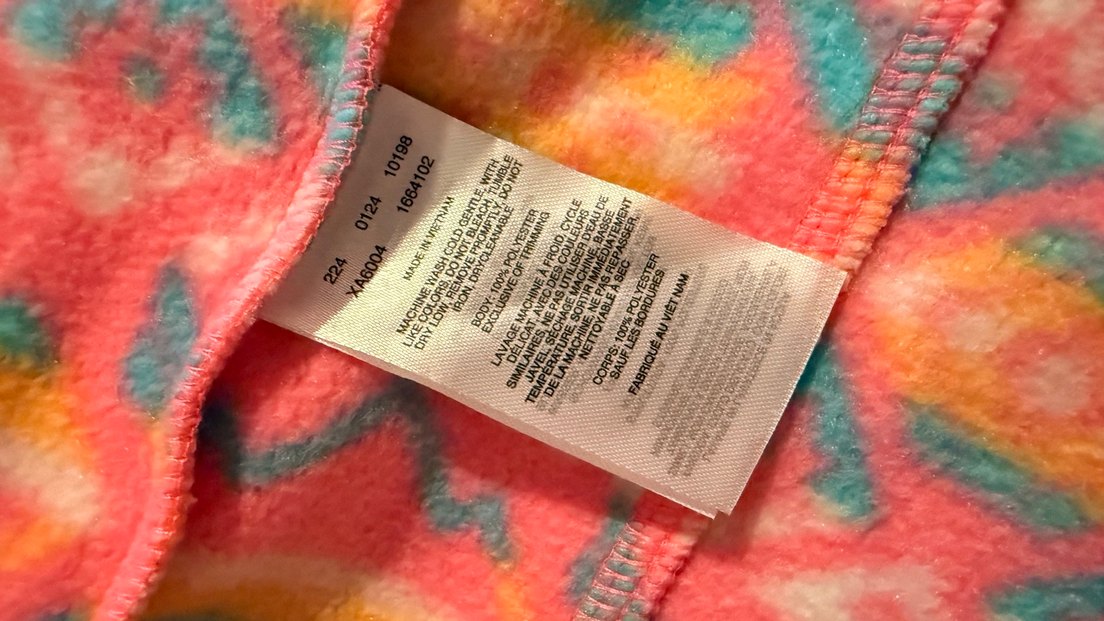 224 0124 10198
XA6004 1664102
MADE IN VIETNAM
MACHINE WASH COLD GENTLE, WITH
LIKE COLORS, DO NOT BLEACH, TUMBLE
DRY LOW, REMOVE PROMPTLY, DO NOT
IRON, DRYCLEANABLE
BODY: 100% POLYESTER
EXCLUSIVE OF TRIMMING
LAVAGE MACHINE À FROID, CYCLE
DÉLICAT AVEC DES COULEURS
SIMILAIRES, NE PAS UTILISER D'EAU DE
JAVEL, SÉCHAGE MACHINE BASSE
TEMPÉRATURE, SORTIR IMMÉDIATEMENT
DE LA MACHINE, NE PAS REPASSER,
NETTOYABLE À SEC
CORPS: 100% POLYESTER
SAUF LES BORDURES
FABRIQUÉ AU VIETNAM